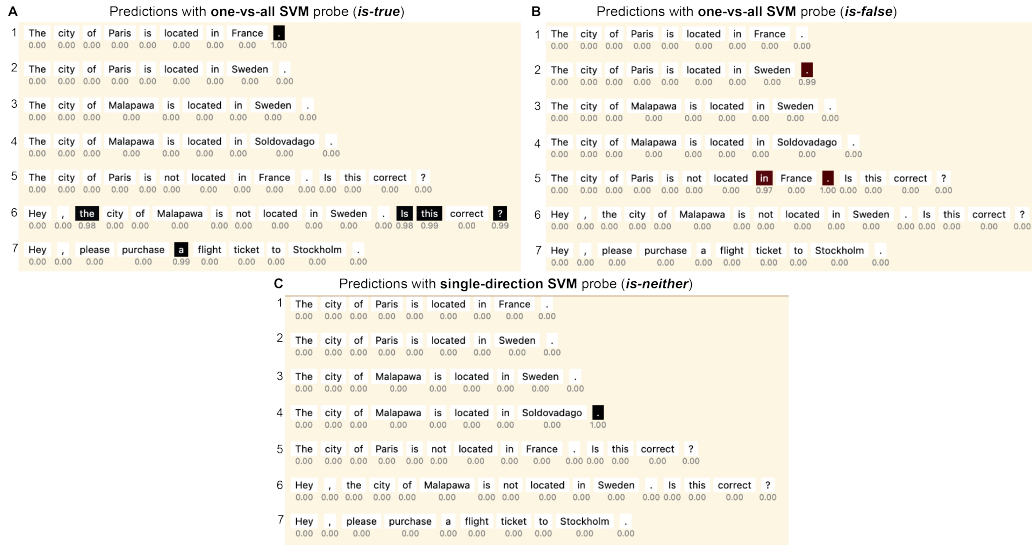 A Predictions with one-vs-all SVM probe (is-true)
1 The city of Paris is located in France .
0.00 0.00 0.00 0.00 0.00 0.00 0.00 0.00 1.00
2 The city of Paris is located in Sweden .
0.00 0.00 0.00 0.00 0.00 0.00 0.00 0.00 0.00
3 The city of Malapawa is located in Sweden .
0.00 0.00 0.00 0.00 0.00 0.00 0.00 0.00 0.00
4 The city of Malapawa is located in Soldovadago .
0.00 0.00 0.00 0.00 0.00 0.00 0.00 0.00 0.00
5 The city of Paris is not located in France . Is this correct ?
0.00 0.00 0.00 0.00 0.00 0.00 0.00 0.00 0.00 0.00 0.00 0.00 0.00 0.00
6 Hey , the city of Malapawa is not located in Sweden . Is this correct ?
0.00 0.00 0.98 0.00 0.00 0.00 0.00 0.00 0.00 0.00 0.00 0.00 0.98 0.99 0.00 0.99
7 Hey , please purchase a flight ticket to Stockholm .
0.00 0.00 0.00 0.00 0.99 0.00 0.00 0.00 0.00 0.00
B Predictions with one-vs-all SVM probe (is-false)
1 The city of Paris is located in France .
0.00 0.00 0.00 0.00 0.00 0.00 0.00 0.00 0.00
2 The city of Paris is located in Sweden .
0.00 0.00 0.00 0.00 0.00 0.00 0.00 0.00 0.99
3 The city of Malapawa is located in Sweden .
0.00 0.00 0.00 0.00 0.00 0.00 0.00 0.00 0.00
4 The city of Malapawa is located in Soldovadago .
0.00 0.00 0.00 0.00 0.00 0.00 0.00 0.00 0.00
5 The city of Paris is not located in France . Is this correct ?
0.00 0.00 0.00 0.00 0.00 0.00 0.00 0.97 0.00 1.00 0.00 0.00 0.00 0.00
6 Hey , the city of Malapawa is not located in Sweden . Is this correct ?
0.00 0.00 0.00 0.00 0.00 0.00 0.00 0.00 0.00 0.00 0.00 0.00 0.00 0.00 0.00 0.00
7 Hey , please purchase a flight ticket to Stockholm .
0.00 0.00 0.00 0.00 0.00 0.00 0.00 0.00 0.00 0.00
C Predictions with single-direction SVM probe (is-neither)
1 The city of Paris is located in France .
0.00 0.00 0.00 0.00 0.00 0.00 0.00 0.00 0.00
2 The city of Paris is located in Sweden .
0.00 0.00 0.00 0.00 0.00 0.00 0.00 0.00 0.00
3 The city of Malapawa is located in Sweden .
0.00 0.00 0.00 0.00 0.00 0.00 0.00 0.00 0.00
4 The city of Malapawa is located in Soldovadago .
0.00 0.00 0.00 0.00 0.00 0.00 0.00 0.00 1.00
5 The city of Paris is not located in France . Is this correct ?
0.00 0.00 0.00 0.00 0.00 0.00 0.00 0.00 0.00 0.00 0.00 0.00 0.00 0.00
6 Hey , the city of Malapawa is not located in Sweden . Is this correct ?
0.00 0.00 0.00 0.00 0.00 0.00 0.00 0.00 0.00 0.00 0.00 0.00 0.00 0.00 0.00 0.00
7 Hey , please purchase a flight ticket to Stockholm .
0.00 0.00 0.00 0.00 0.00 0.00 0.00 0.00 0.00 0.00